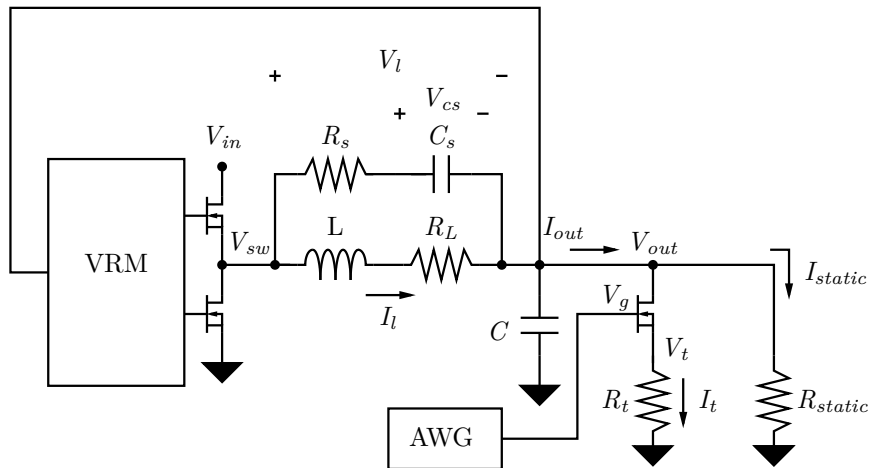 + V_l −
+ V_cs −
V_in R_s C_s
VRM
V_sw L R_L I_out V_out
I_static
I_l C V_g
V_t
R_t I_t R_static
AWG